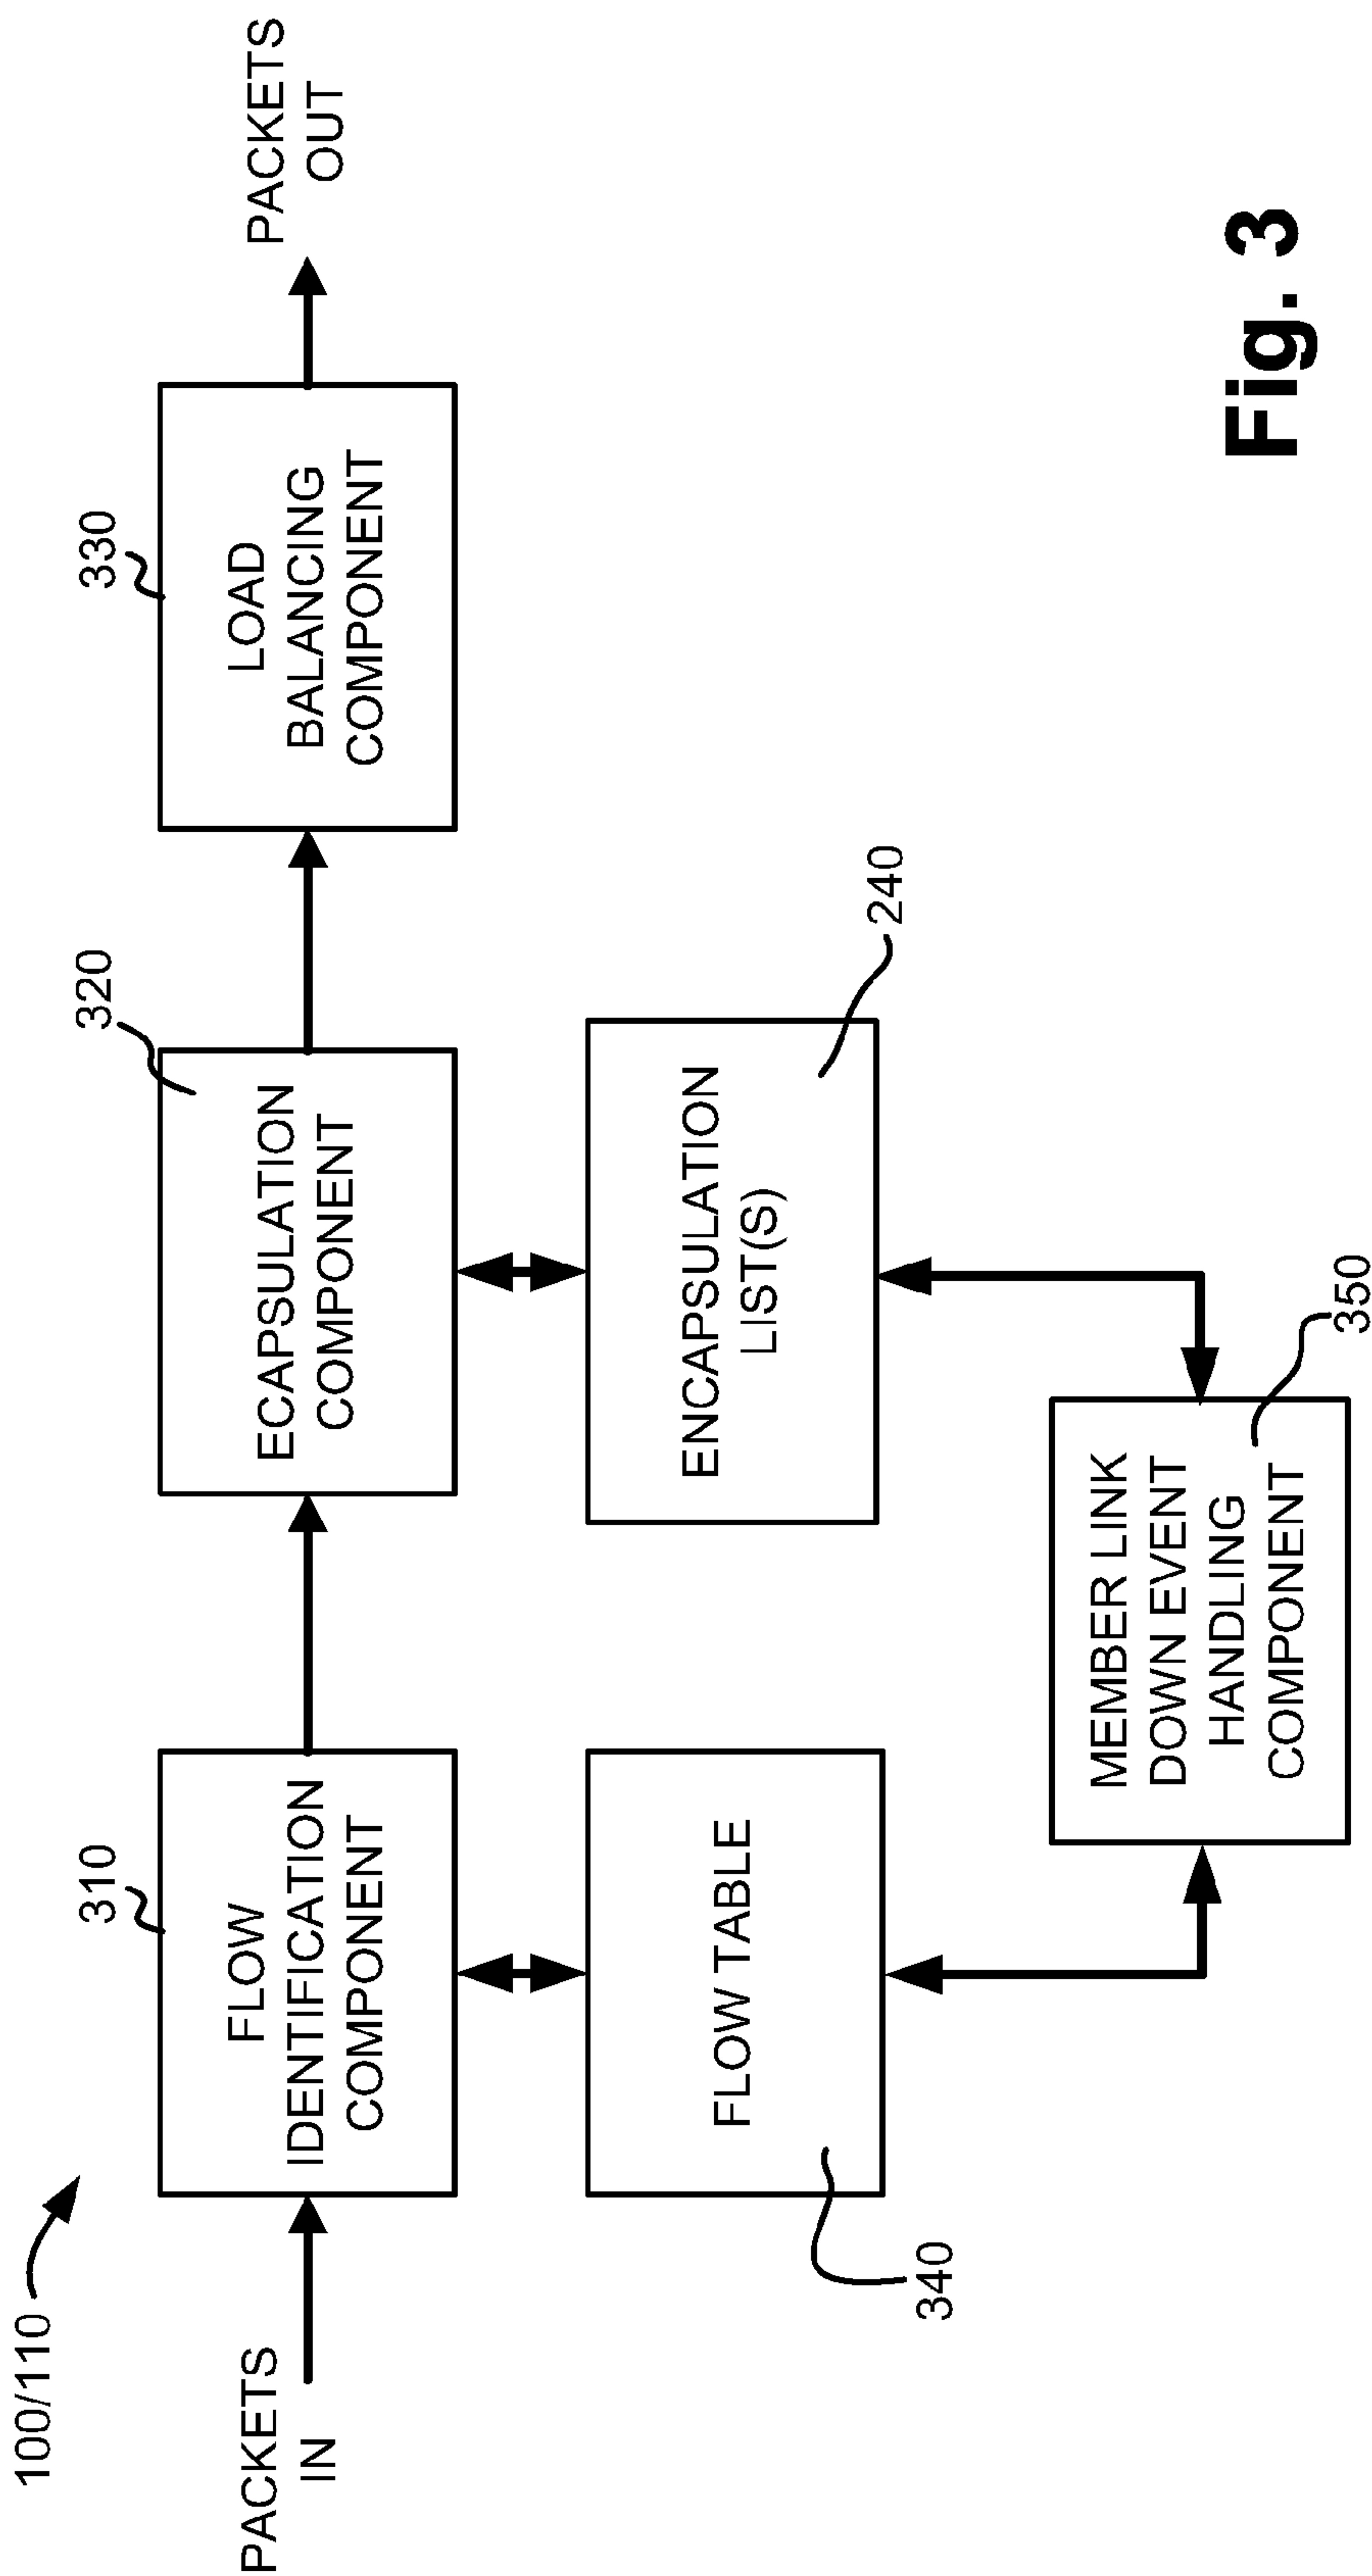 100/110
PACKETS
IN
310
FLOW
IDENTIFICATION
COMPONENT
320
ECAPSULATION
COMPONENT
330
LOAD
BALANCING
COMPONENT
PACKETS
OUT
FLOW TABLE
340
ENCAPSULATION
LIST(S)
240
MEMBER LINK
DOWN EVENT
HANDLING
COMPONENT
350
Fig. 3